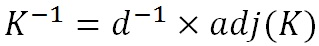 K⁻¹ = d⁻¹ × adj(K)